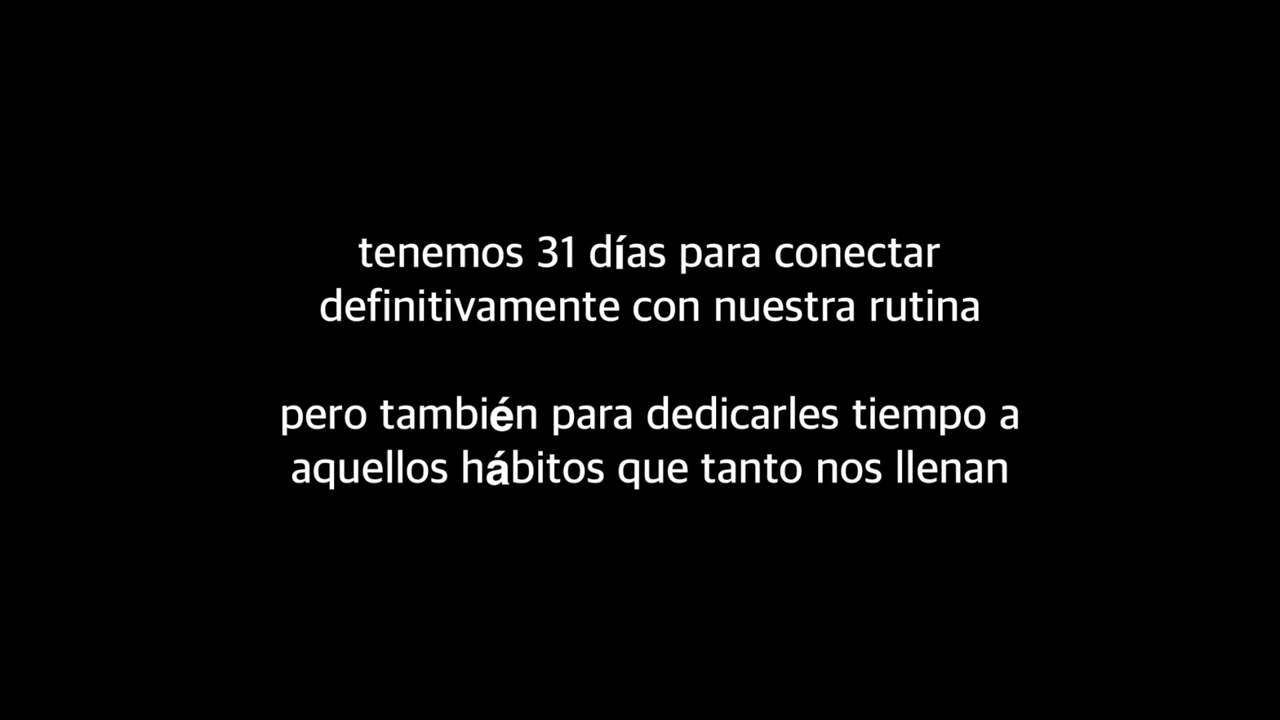 tenemos 31 días para conectar
definitivamente con nuestra rutina
pero también para dedicarles tiempo a
aquellos hábitos que tanto nos llenan